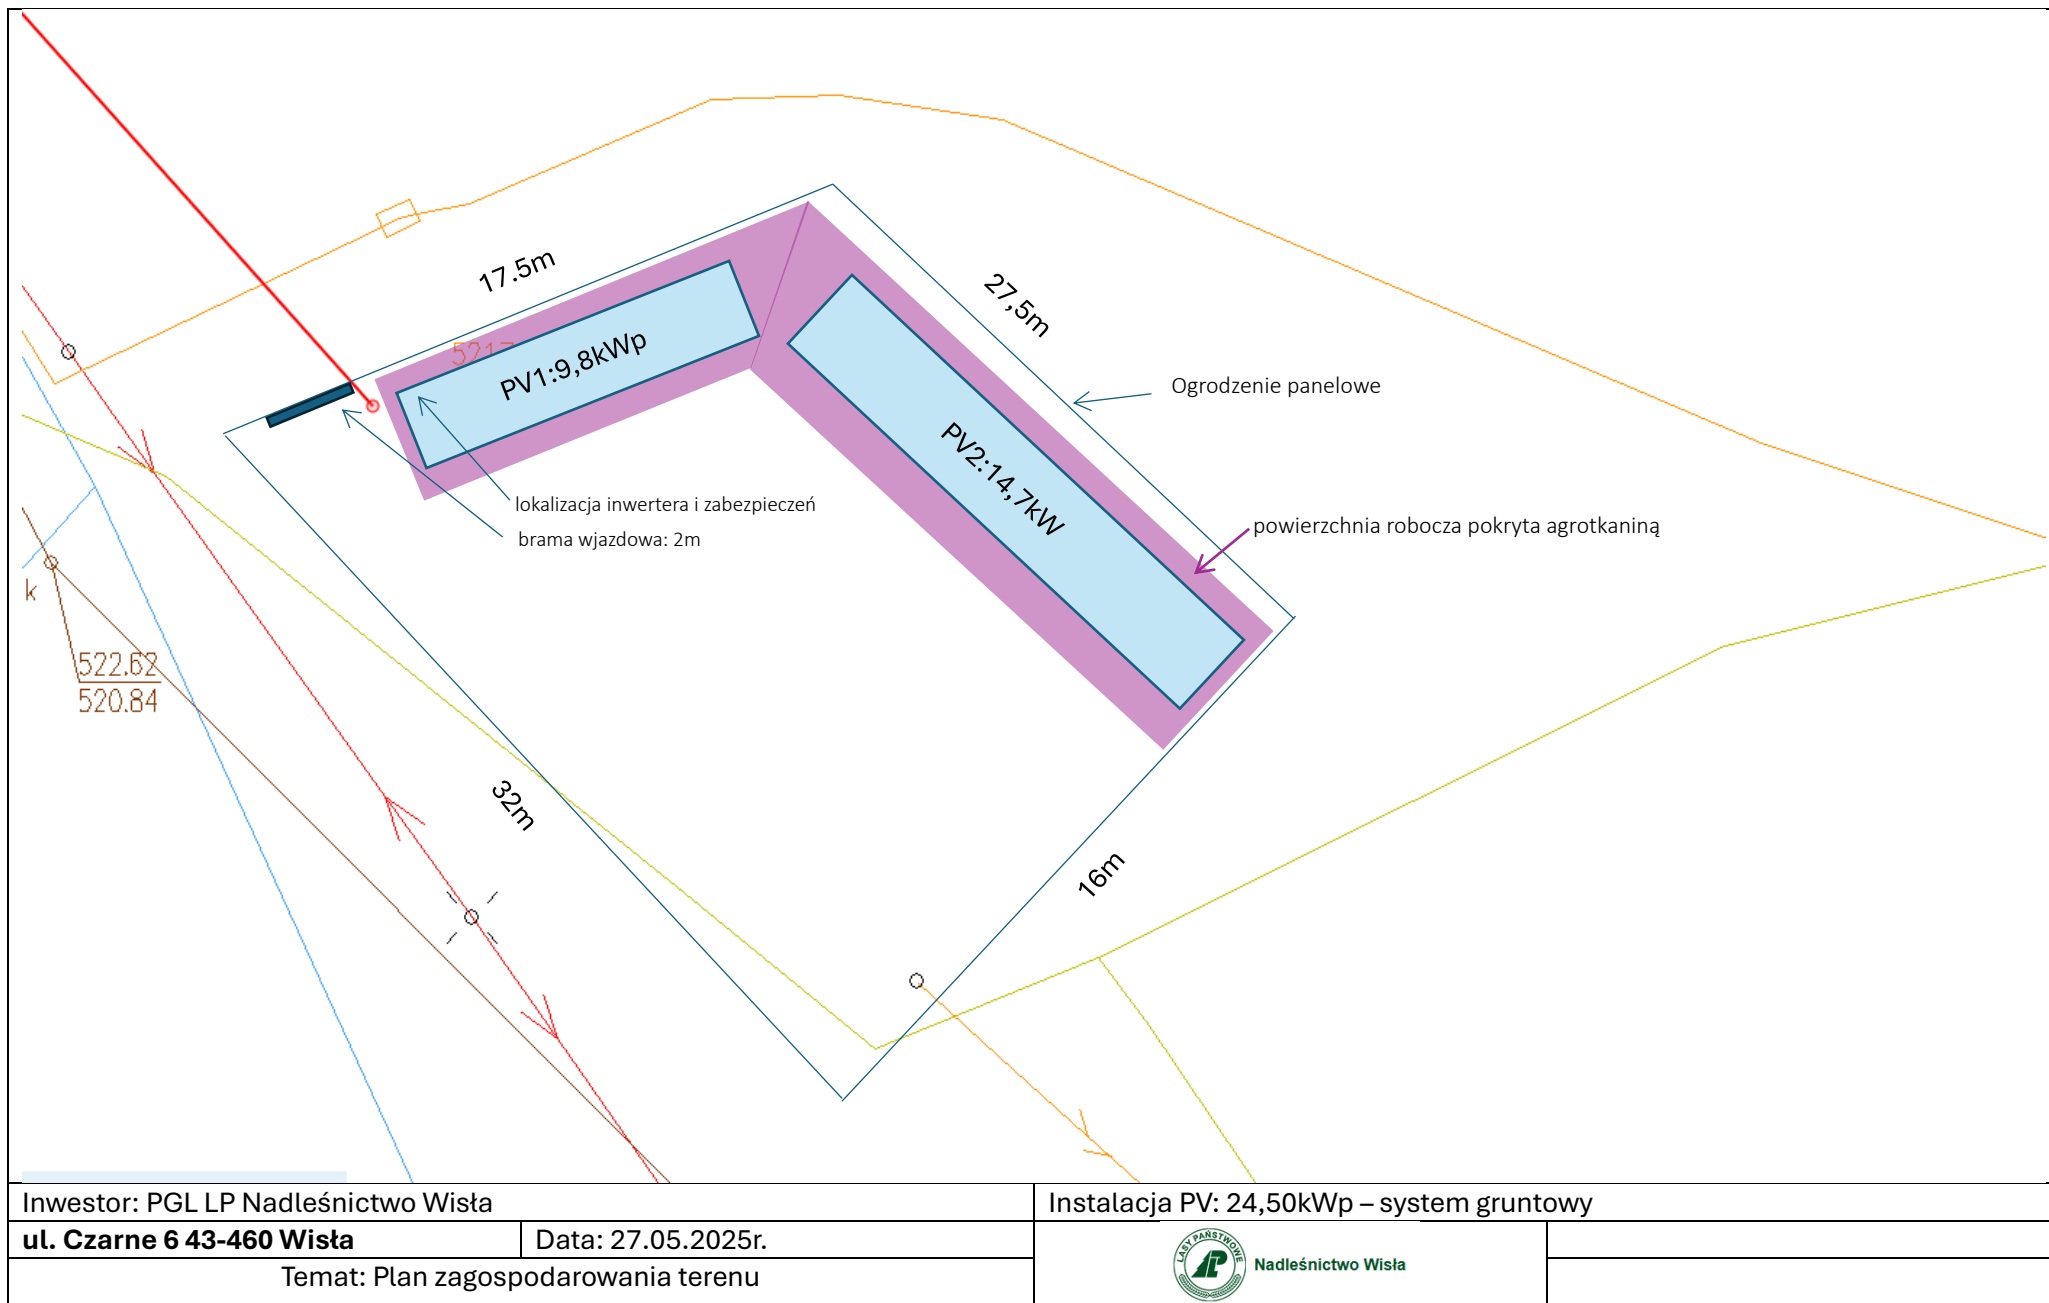 17.5m
27,5m
521.7
PV1:9,8kWp
Ogrodzenie panelowe
PV2:14,7kW
lokalizacja inwertera i zabezpieczeń
powierzchnia robocza pokryta agrotkaniną
brama wjazdowa: 2m
k
522.62
520.84
32m
16m
Inwestor: PGL LP Nadleśnictwo Wisła
Instalacja PV: 24,50kWp – system gruntowy
ul. Czarne 6 43-460 Wisła
Data: 27.05.2025r.
LASY PAŃSTWOWE
LP
Nadleśnictwo Wisła
Temat: Plan zagospodarowania terenu